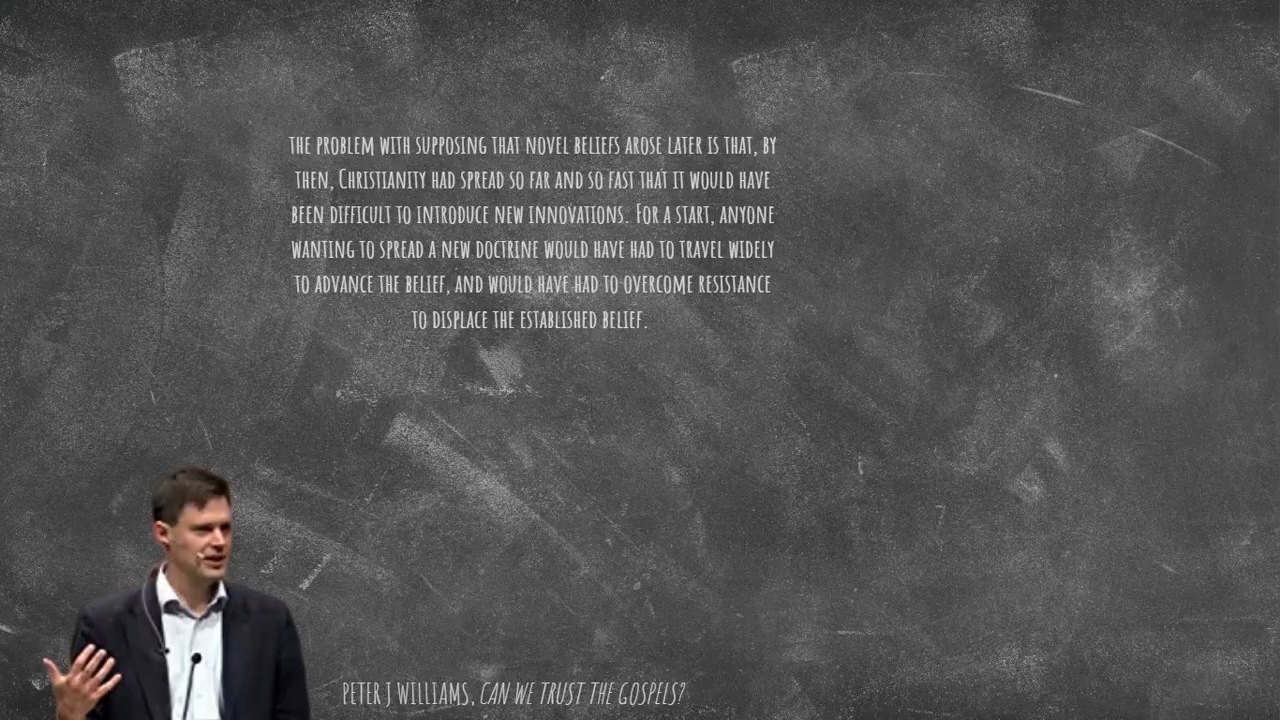 THE PROBLEM WITH SUPPOSING THAT NOVEL BELIEFS AROSE LATER IS THAT, BY
THEN, CHRISTIANITY HAD SPREAD SO FAR AND SO FAST THAT IT WOULD HAVE
BEEN DIFFICULT TO INTRODUCE NEW INNOVATIONS. FOR A START, ANYONE
WANTING TO SPREAD A NEW DOCTRINE WOULD HAVE HAD TO TRAVEL WIDELY
TO ADVANCE THE BELIEF, AND WOULD HAVE HAD TO OVERCOME RESISTANCE
TO DISPLACE THE ESTABLISHED BELIEF.
PETER J WILLIAMS, CAN WE TRUST THE GOSPELS?